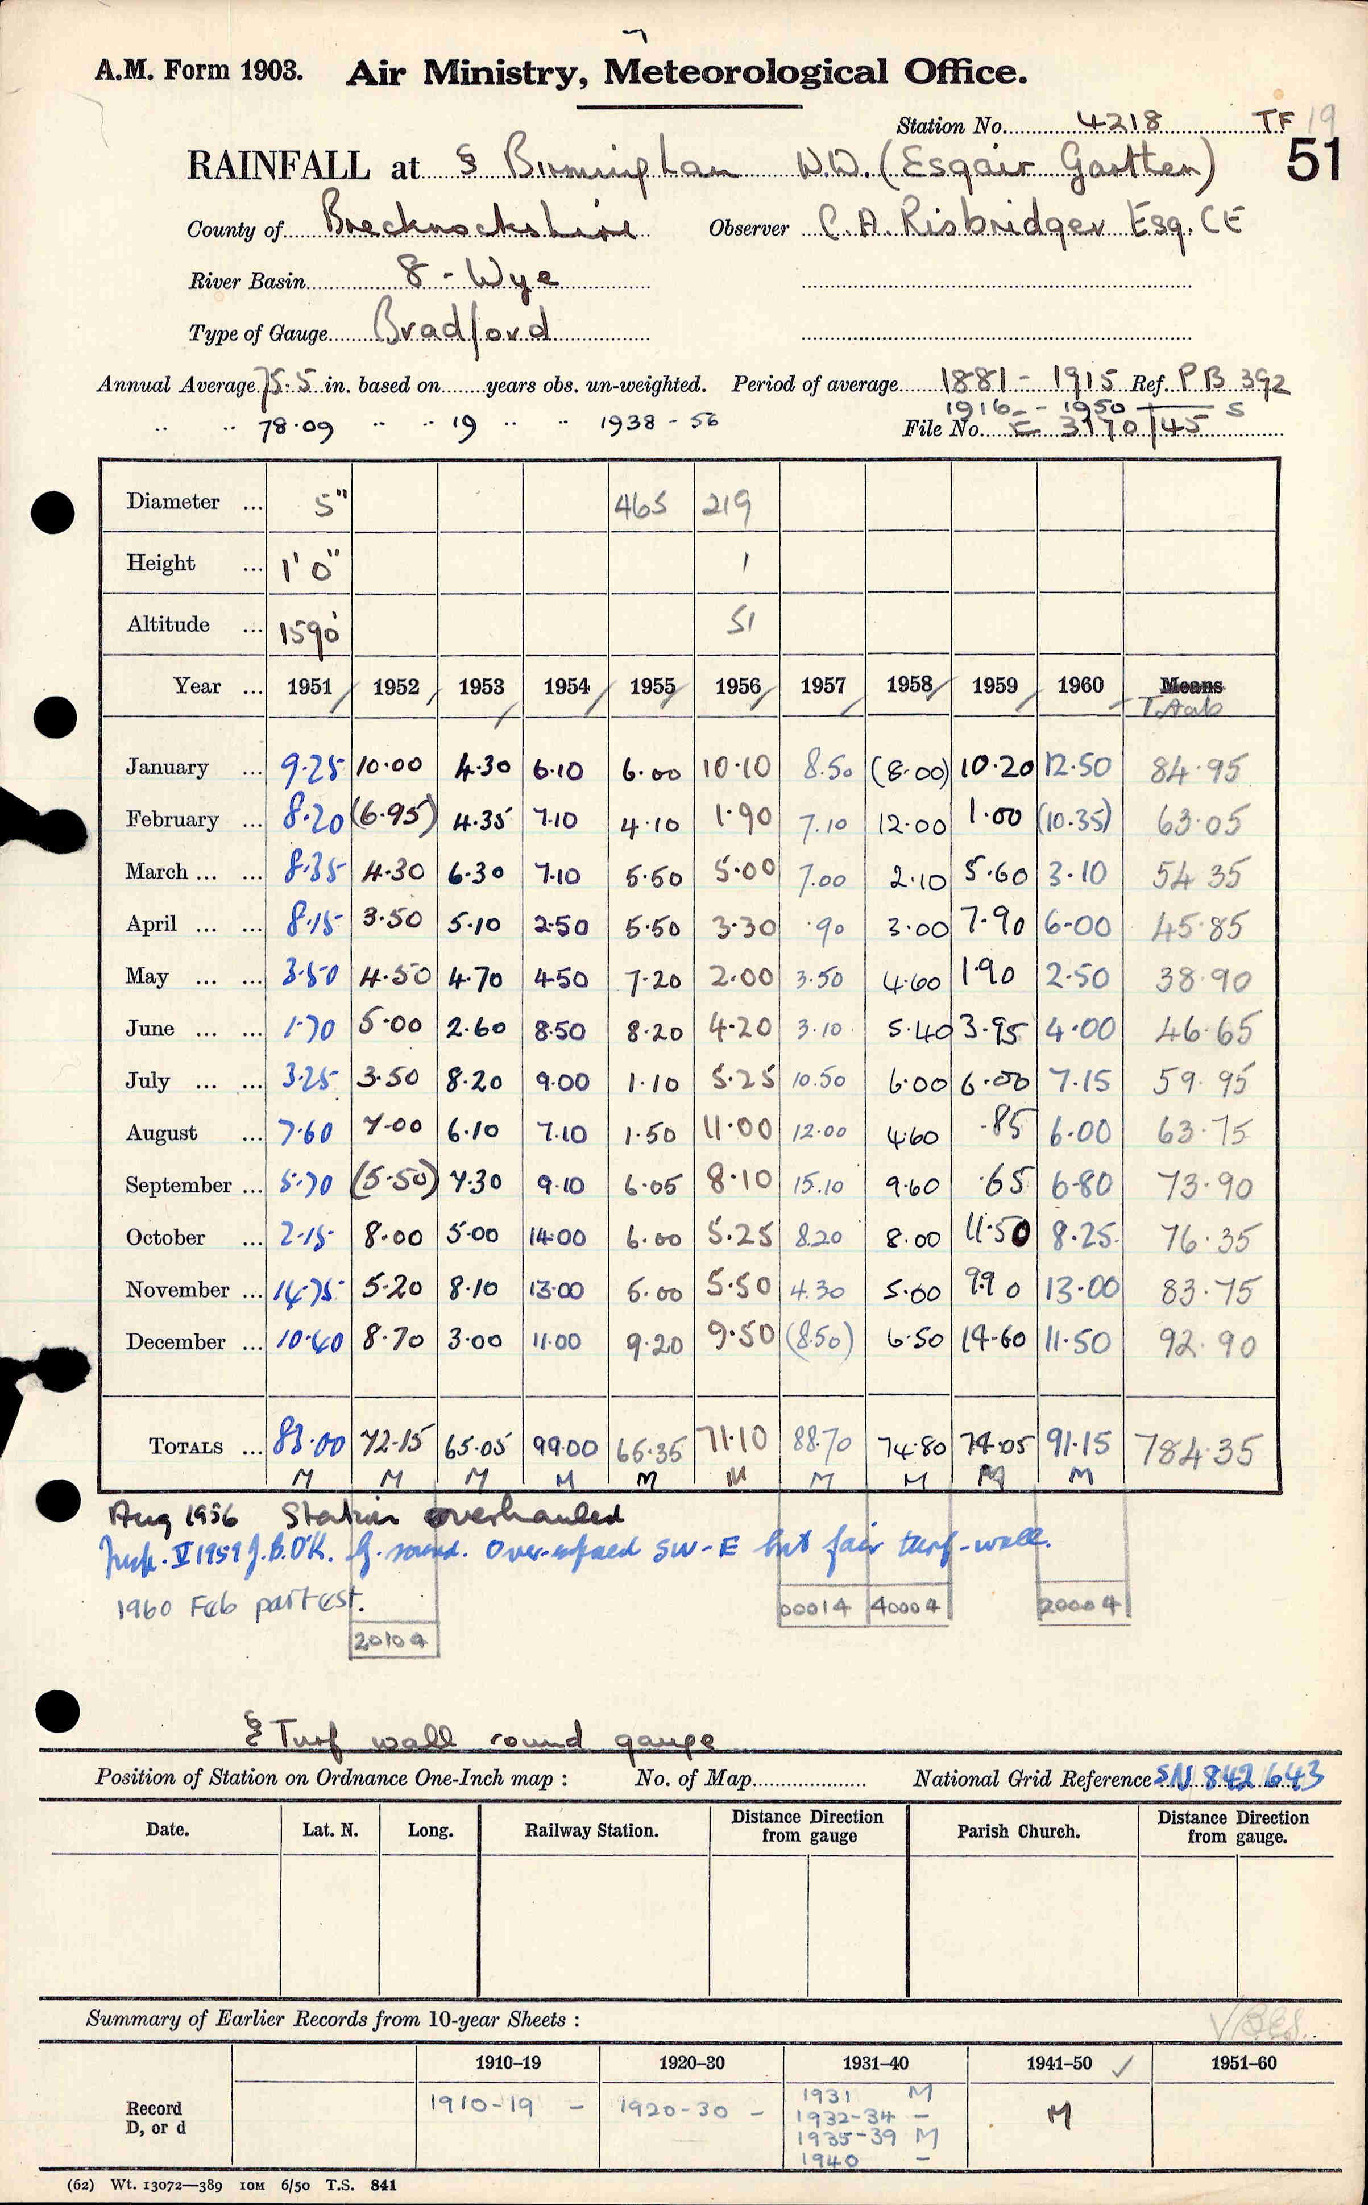 A.M. Form 1903. Air Ministry, Meteorological Office.
Station No. 4218 TF 19
51
RAINFALL at § Birmingham W.W. (Esgair Garthen)
County of Brecknockshire Observer C.A. Risbridger Esq. CE
River Basin 8 - Wye
Type of Gauge Bradford
Annual Average 75.5 in. based on years obs. un-weighted. Period of average 1881 - 1915 Ref. PB 392
1916 - 1950 S
" " 78.09 " " 19 " " 1938 - 56 File No. E 3170/45
Diameter ... 5" 465 219
Height ... 1' 0" 1
Altitude ... 1590' 51
Year ... 1951 1952 1953 1954 1955 1956 1957 1958 1959 1960 Means
Totals
January ... 9.25 10.00 4.30 6.10 6.00 10.10 8.50 (8.00) 10.20 12.50 84.95
February ... 8.20 (6.95) 4.35 7.10 4.10 1.90 7.10 12.00 1.00 (10.35) 63.05
March ... ... 8.35 4.30 6.30 7.10 5.50 5.00 7.00 2.10 5.60 3.10 54.35
April ... ... 8.15 3.50 5.10 2.50 5.50 3.30 .90 3.00 7.90 6.00 45.85
May ... ... 3.50 4.50 4.70 4.50 7.20 2.00 3.50 4.60 1.90 2.50 38.90
June ... ... 1.70 5.00 2.60 8.50 8.20 4.20 3.10 5.40 3.95 4.00 46.65
July ... ... 3.25 3.50 8.20 9.00 1.10 5.25 10.50 6.00 6.00 7.15 59.95
August ... 7.60 7.00 6.10 7.10 1.50 11.00 12.00 4.60 .85 6.00 63.75
September ... 5.70 (5.50) 7.30 9.10 6.05 8.10 15.10 9.60 .65 6.80 73.90
October ... 2.15 8.00 5.00 14.00 6.00 5.25 8.20 8.00 11.50 8.25 76.35
November ... 14.75 5.20 8.10 13.00 5.00 5.50 4.30 5.00 9.90 13.00 83.75
December ... 10.40 8.70 3.00 11.00 9.20 9.50 (8.50) 6.50 14.60 11.50 92.90
TOTALS ... 83.00 72.15 65.05 99.00 65.35 71.10 88.70 74.80 74.05 91.15 784.35
M M M M M M M M M M
Aug 1956 Station overhauled
Insp. V 1959 J.B.O'K. G. sound. Over-exposed SW-E but fair turf-wall.
1960 Feb part est.
00014 40004 20004
20104
§ Turf wall round gauge
Position of Station on Ordnance One-Inch map : No. of Map National Grid Reference SN 842 643
Date. Lat. N. Long. Railway Station. Distance Direction from gauge Parish Church. Distance Direction from gauge.
Summary of Earlier Records from 10-year Sheets :
1910-19 1920-30 1931-40 1941-50 ✓ 1951-60
Record D, or d
1910-19 - 1920-30 - 1931 M
1932-34 -
1935-39 M
1940 -
M
(62) Wt. 13072—389 10M 6/50 T.S. 841